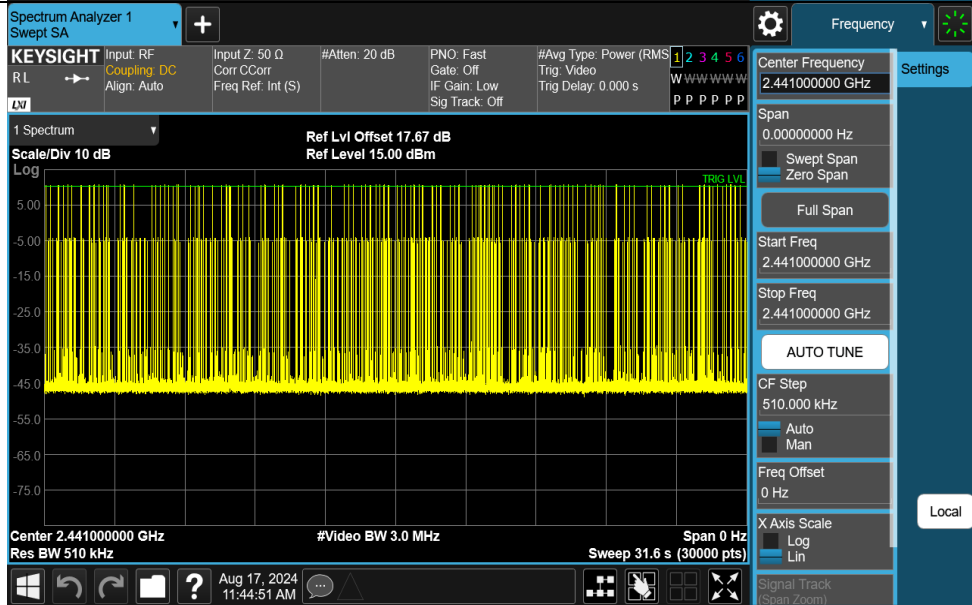 Spectrum Analyzer 1
Swept SA
+
Frequency
KEYSIGHT
RL
LXI
Input: RF
Coupling: DC
Align: Auto
Input Z: 50 Ω
Corr CCorr
Freq Ref: Int (S)
#Atten: 20 dB
PNO: Fast
Gate: Off
IF Gain: Low
Sig Track: Off
#Avg Type: Power (RMS
Trig: Video
Trig Delay: 0.000 s
1 2 3 4 5 6
W W W W W W
P P P P P P
Center Frequency
2.441000000 GHz
Settings
1 Spectrum
Scale/Div 10 dB
Ref Lvl Offset 17.67 dB
Ref Level 15.00 dBm
Span
0.00000000 Hz
Swept Span
Zero Span
Log
TRIG LVL
5.00
-5.00
-15.0
-25.0
-35.0
-45.0
-55.0
-65.0
-75.0
Full Span
Start Freq
2.441000000 GHz
Stop Freq
2.441000000 GHz
AUTO TUNE
CF Step
510.000 kHz
Auto
Man
Freq Offset
0 Hz
Local
X Axis Scale
Log
Lin
Signal Track
(Span Zoom)
Center 2.441000000 GHz
#Video BW 3.0 MHz
Span 0 Hz
Res BW 510 kHz
Sweep 31.6 s (30000 pts)
?
Aug 17, 2024
11:44:51 AM